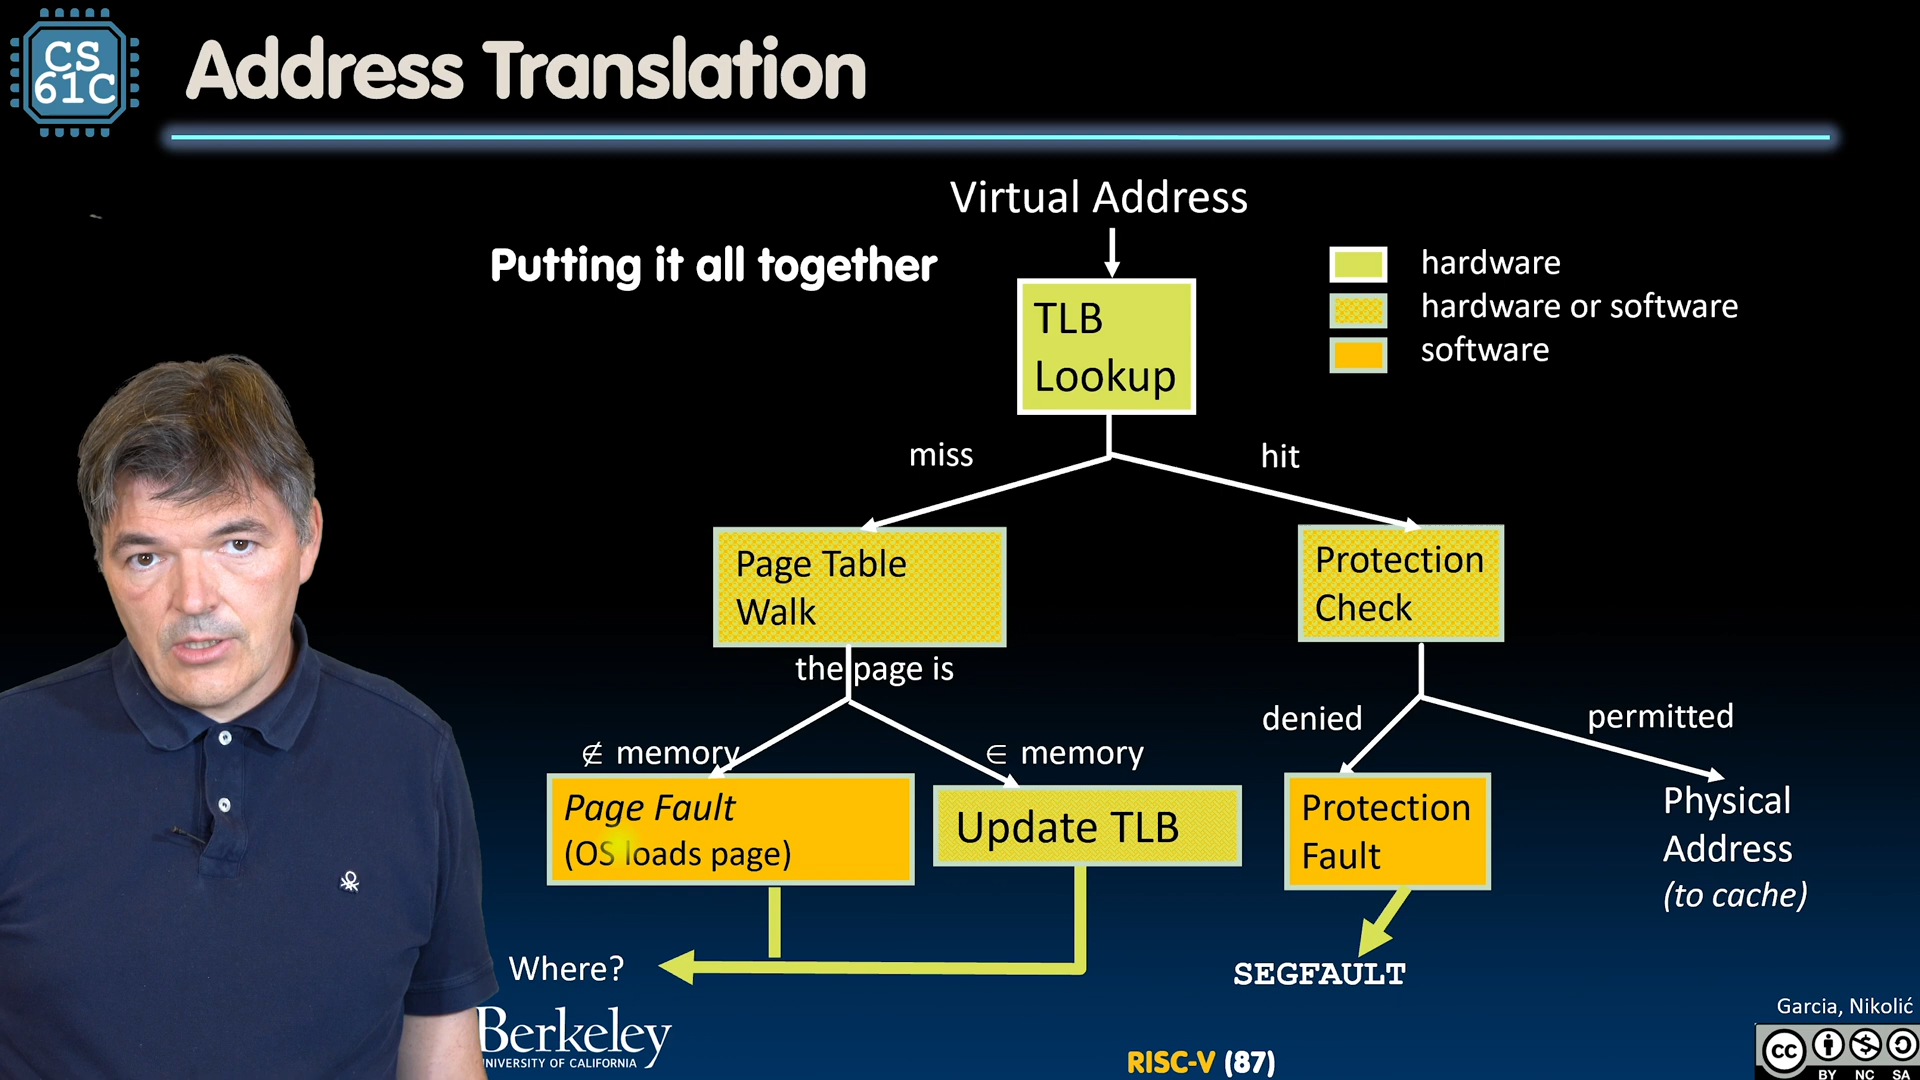 CS
61C
Address Translation
Virtual Address
Putting it all together
hardware
hardware or software
software
TLB
Lookup
miss
hit
Page Table
Walk
Protection
Check
the page is
denied
permitted
∉ memory
∈ memory
Page Fault
(OS loads page)
Update TLB
Protection
Fault
Physical
Address
(to cache)
Where?
SEGFAULT
Berkeley
UNIVERSITY OF CALIFORNIA
RISC-V (87)
Garcia, Nikolić
CC
BY NC SA